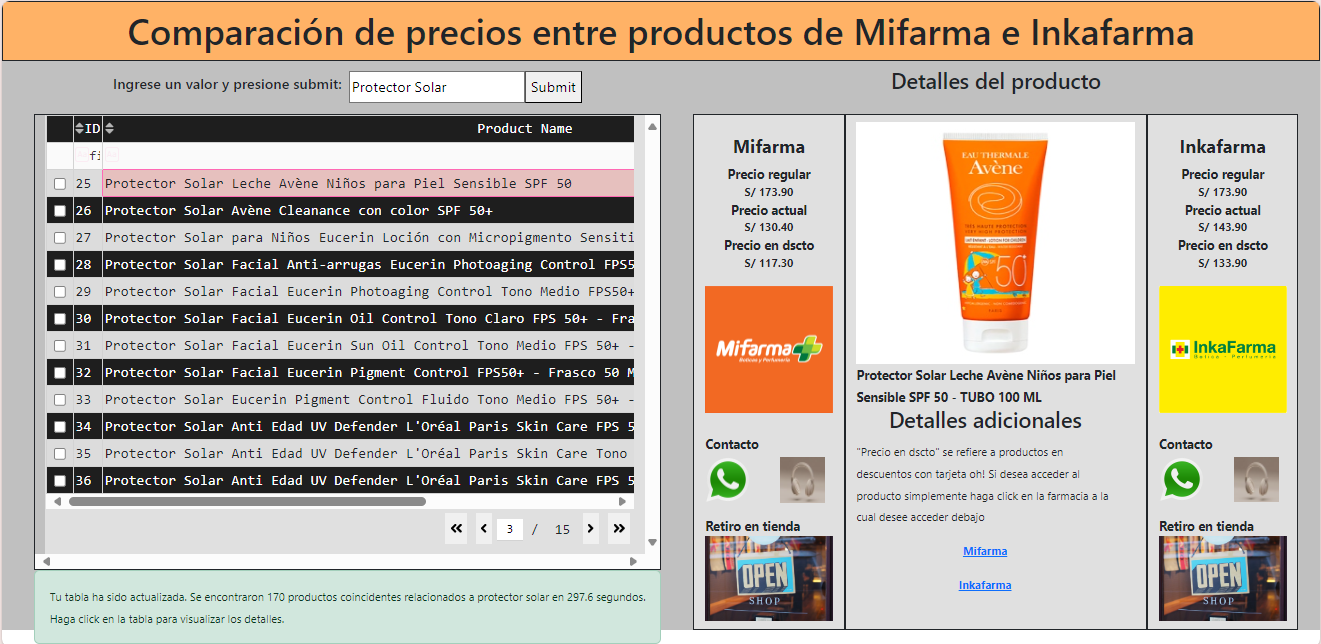 Comparación de precios entre productos de Mifarma e Inkafarma
Ingrese un valor y presione submit:
Protector Solar
Submit
ID
Product Name
fi
25 Protector Solar Leche Avène Niños para Piel Sensible SPF 50
26 Protector Solar Avène Cleanance con color SPF 50+
27 Protector Solar para Niños Eucerin Loción con Micropigmento Sensiti
28 Protector Solar Facial Anti-arrugas Eucerin Photoaging Control FPS5
29 Protector Solar Facial Eucerin Photoaging Control Tono Medio FPS50+
30 Protector Solar Facial Eucerin Oil Control Tono Claro FPS 50+ - Fra
31 Protector Solar Facial Eucerin Sun Oil Control Tono Medio FPS 50+ -
32 Protector Solar Facial Eucerin Pigment Control FPS50+ - Frasco 50 M
33 Protector Solar Eucerin Pigment Control Fluido Tono Medio FPS 50+ -
34 Protector Solar Anti Edad UV Defender L'Oréal Paris Skin Care FPS 5
35 Protector Solar Anti Edad UV Defender L'Oréal Paris Skin Care Tono
36 Protector Solar Anti Edad UV Defender L'Oréal Paris Skin Care FPS 5
3 / 15
Tu tabla ha sido actualizada. Se encontraron 170 productos coincidentes relacionados a protector solar en 297.6 segundos.
Haga click en la tabla para visualizar los detalles.
Detalles del producto
Mifarma
Precio regular
S/ 173.90
Precio actual
S/ 130.40
Precio en dscto
S/ 117.30
Mifarma
Boticas y Perfumería
Contacto
Retiro en tienda
OPEN
SHOP
EAU THERMALE
Avène
TRÈS HAUTE PROTECTION
VERY HIGH PROTECTION
LAIT ENFANT - LOTION FOR CHILDREN
50+
Protector Solar Leche Avène Niños para Piel
Sensible SPF 50 - TUBO 100 ML
Detalles adicionales
"Precio en dscto" se refiere a productos en
descuentos con tarjeta oh! Si desea acceder al
producto simplemente haga click en la farmacia a la
cual desee acceder debajo
Mifarma
Inkafarma
Inkafarma
Precio regular
S/ 173.90
Precio actual
S/ 143.90
Precio en dscto
S/ 133.90
InkaFarma
Botica - Perfumería
Contacto
Retiro en tienda
OPEN
SHOP